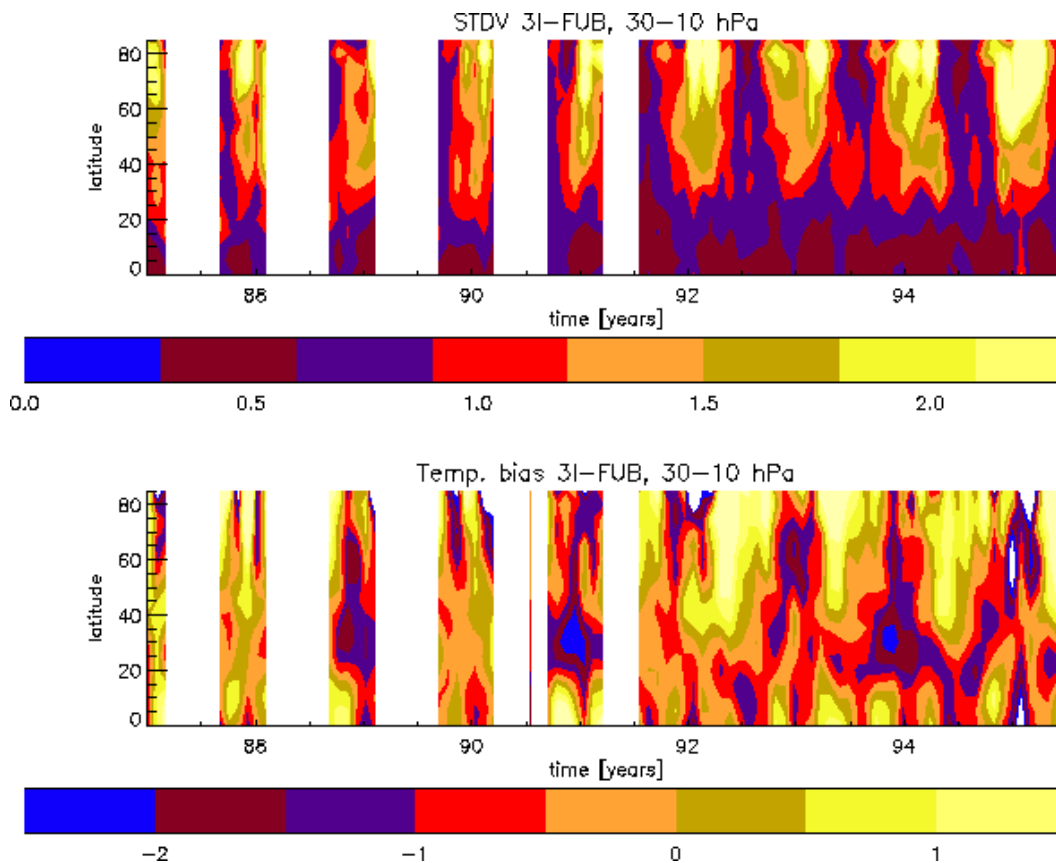 STDV 3I-FUB, 30-10 hPa
80
60
40
20
0
latitude
88 90 92 94
time [years]
0.0 0.5 1.0 1.5 2.0
Temp. bias 3I-FUB, 30-10 hPa
80
60
40
20
0
latitude
88 90 92 94
time [years]
-2 -1 0 1